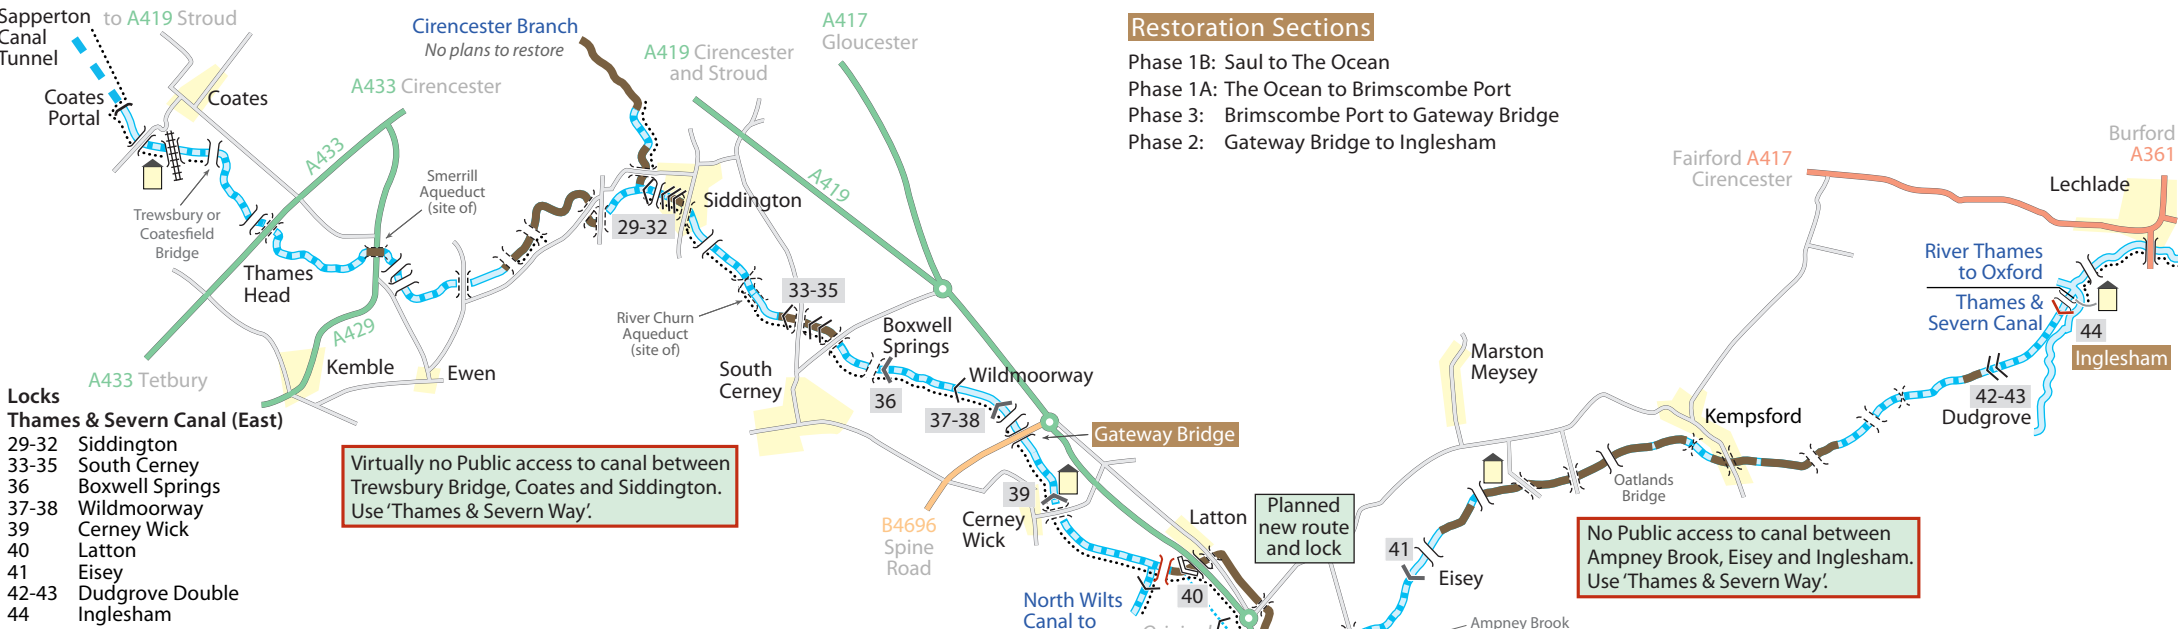 Sapperton
Canal
Tunnel
to A419 Stroud
Coates
Portal
Coates
A433 Cirencester
A433
Trewsbury or
Coatesfield
Bridge
Thames
Head
Smerrill
Aqueduct
(site of)
A429
Kemble
Ewen
A433 Tetbury
Cirencester Branch
No plans to restore
A419 Cirencester
and Stroud
A417
Gloucester
A419
Siddington
29-32
33-35
River Churn
Aqueduct
(site of)
South
Cerney
Boxwell
Springs
36
Wildmoorway
37-38
Gateway Bridge
39
Cerney
Wick
B4696
Spine
Road
Latton
40
North Wilts
Canal to
Planned
new route
and lock
41
Eisey
Ampney Brook
Marston
Meysey
Kempsford
Oatlands
Bridge
Fairford A417
Cirencester
Burford
A361
Lechlade
River Thames
to Oxford
Thames &
Severn Canal
44
Inglesham
42-43
Dudgrove
Restoration Sections
Phase 1B: Saul to The Ocean
Phase 1A: The Ocean to Brimscombe Port
Phase 3: Brimscombe Port to Gateway Bridge
Phase 2: Gateway Bridge to Inglesham
Locks
Thames & Severn Canal (East)
29-32 Siddington
33-35 South Cerney
36 Boxwell Springs
37-38 Wildmoorway
39 Cerney Wick
40 Latton
41 Eisey
42-43 Dudgrove Double
44 Inglesham
Virtually no Public access to canal between
Trewsbury Bridge, Coates and Siddington.
Use 'Thames & Severn Way'.
No Public access to canal between
Ampney Brook, Eisey and Inglesham.
Use 'Thames & Severn Way'.